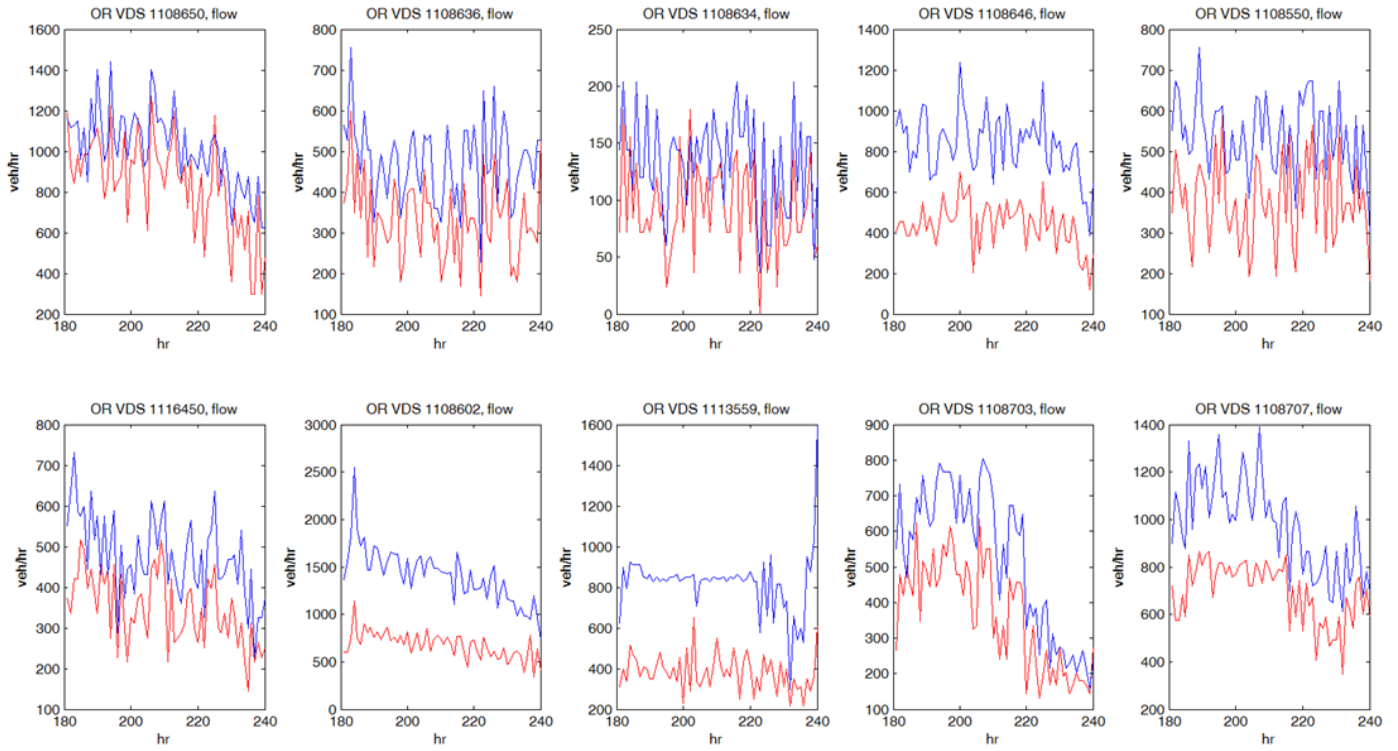 OR VDS 1108650, flow
1600
1400
1200
1000
800
600
400
200
180 200 220 240
veh/hr
hr
OR VDS 1108636, flow
800
700
600
500
400
300
200
100
180 200 220 240
veh/hr
hr
OR VDS 1108634, flow
250
200
150
100
50
0
180 200 220 240
veh/hr
hr
OR VDS 1108646, flow
1400
1200
1000
800
600
400
200
0
180 200 220 240
veh/hr
hr
OR VDS 1108550, flow
800
700
600
500
400
300
200
100
180 200 220 240
veh/hr
hr
OR VDS 1116450, flow
800
700
600
500
400
300
200
100
180 200 220 240
veh/hr
hr
OR VDS 1108602, flow
3000
2500
2000
1500
1000
500
0
180 200 220 240
veh/hr
hr
OR VDS 1113559, flow
1600
1400
1200
1000
800
600
400
200
180 200 220 240
veh/hr
hr
OR VDS 1108703, flow
900
800
700
600
500
400
300
200
100
180 200 220 240
veh/hr
hr
OR VDS 1108707, flow
1400
1200
1000
800
600
400
200
180 200 220 240
veh/hr
hr